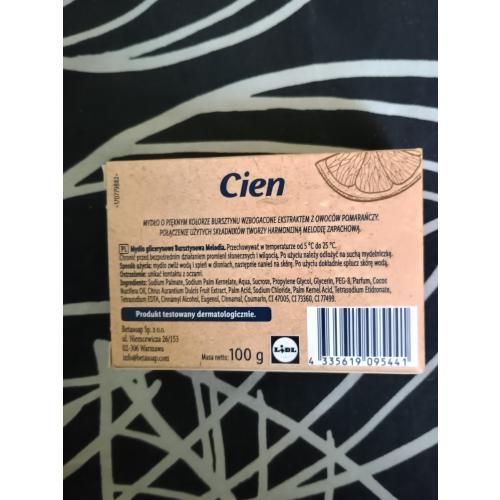 Cien
MYDŁO O PIĘKNYM KOLORZE BURSZTYNU WZBOGACONE EKSTRAKTEM Z OWOCÓW POMARAŃCZY.
POŁĄCZENIE UŻYTYCH SKŁADNIKÓW TWORZY HARMONIJNĄ MELODIĘ ZAPACHOWĄ.
PL Mydło glicerynowe Bursztynowa Melodia. Przechowywać w temperaturze od 5 °C do 25 °C.
Chronić przed bezpośrednim działaniem promieni słonecznych i wilgocią. Po użyciu należy odłożyć na suchą mydelniczkę.
Sposób użycia: mydło zwilż wodą i spień w dłoniach, następnie nanieś na skórę. Po użyciu dokładnie spłucz skórę wodą.
Ostrzeżenie: unikać kontaktu z oczami.
Ingredients: Sodium Palmate, Sodium Palm Kernelate, Aqua, Sucrose, Propylene Glycol, Glycerin, PEG-8, Parfum, Cocos
Nucifera Oil, Citrus Aurantium Dulcis Fruit Extract, Palm Acid, Sodium Chloride, Palm Kernel Acid, Tetrasodium Etidronate,
Tetrasodium EDTA, Cinnamyl Alcohol, Eugenol, Cinnamal, Coumarin, CI 47005, CI 73360, CI 77499.
Produkt testowany dermatologicznie.
Betasoap Sp. z o.o.
ul. Niemcewicza 26/153
02-306 Warszawa
info@betasoap.com
Masa netto: 100 g
LIDL
4 335619 095441